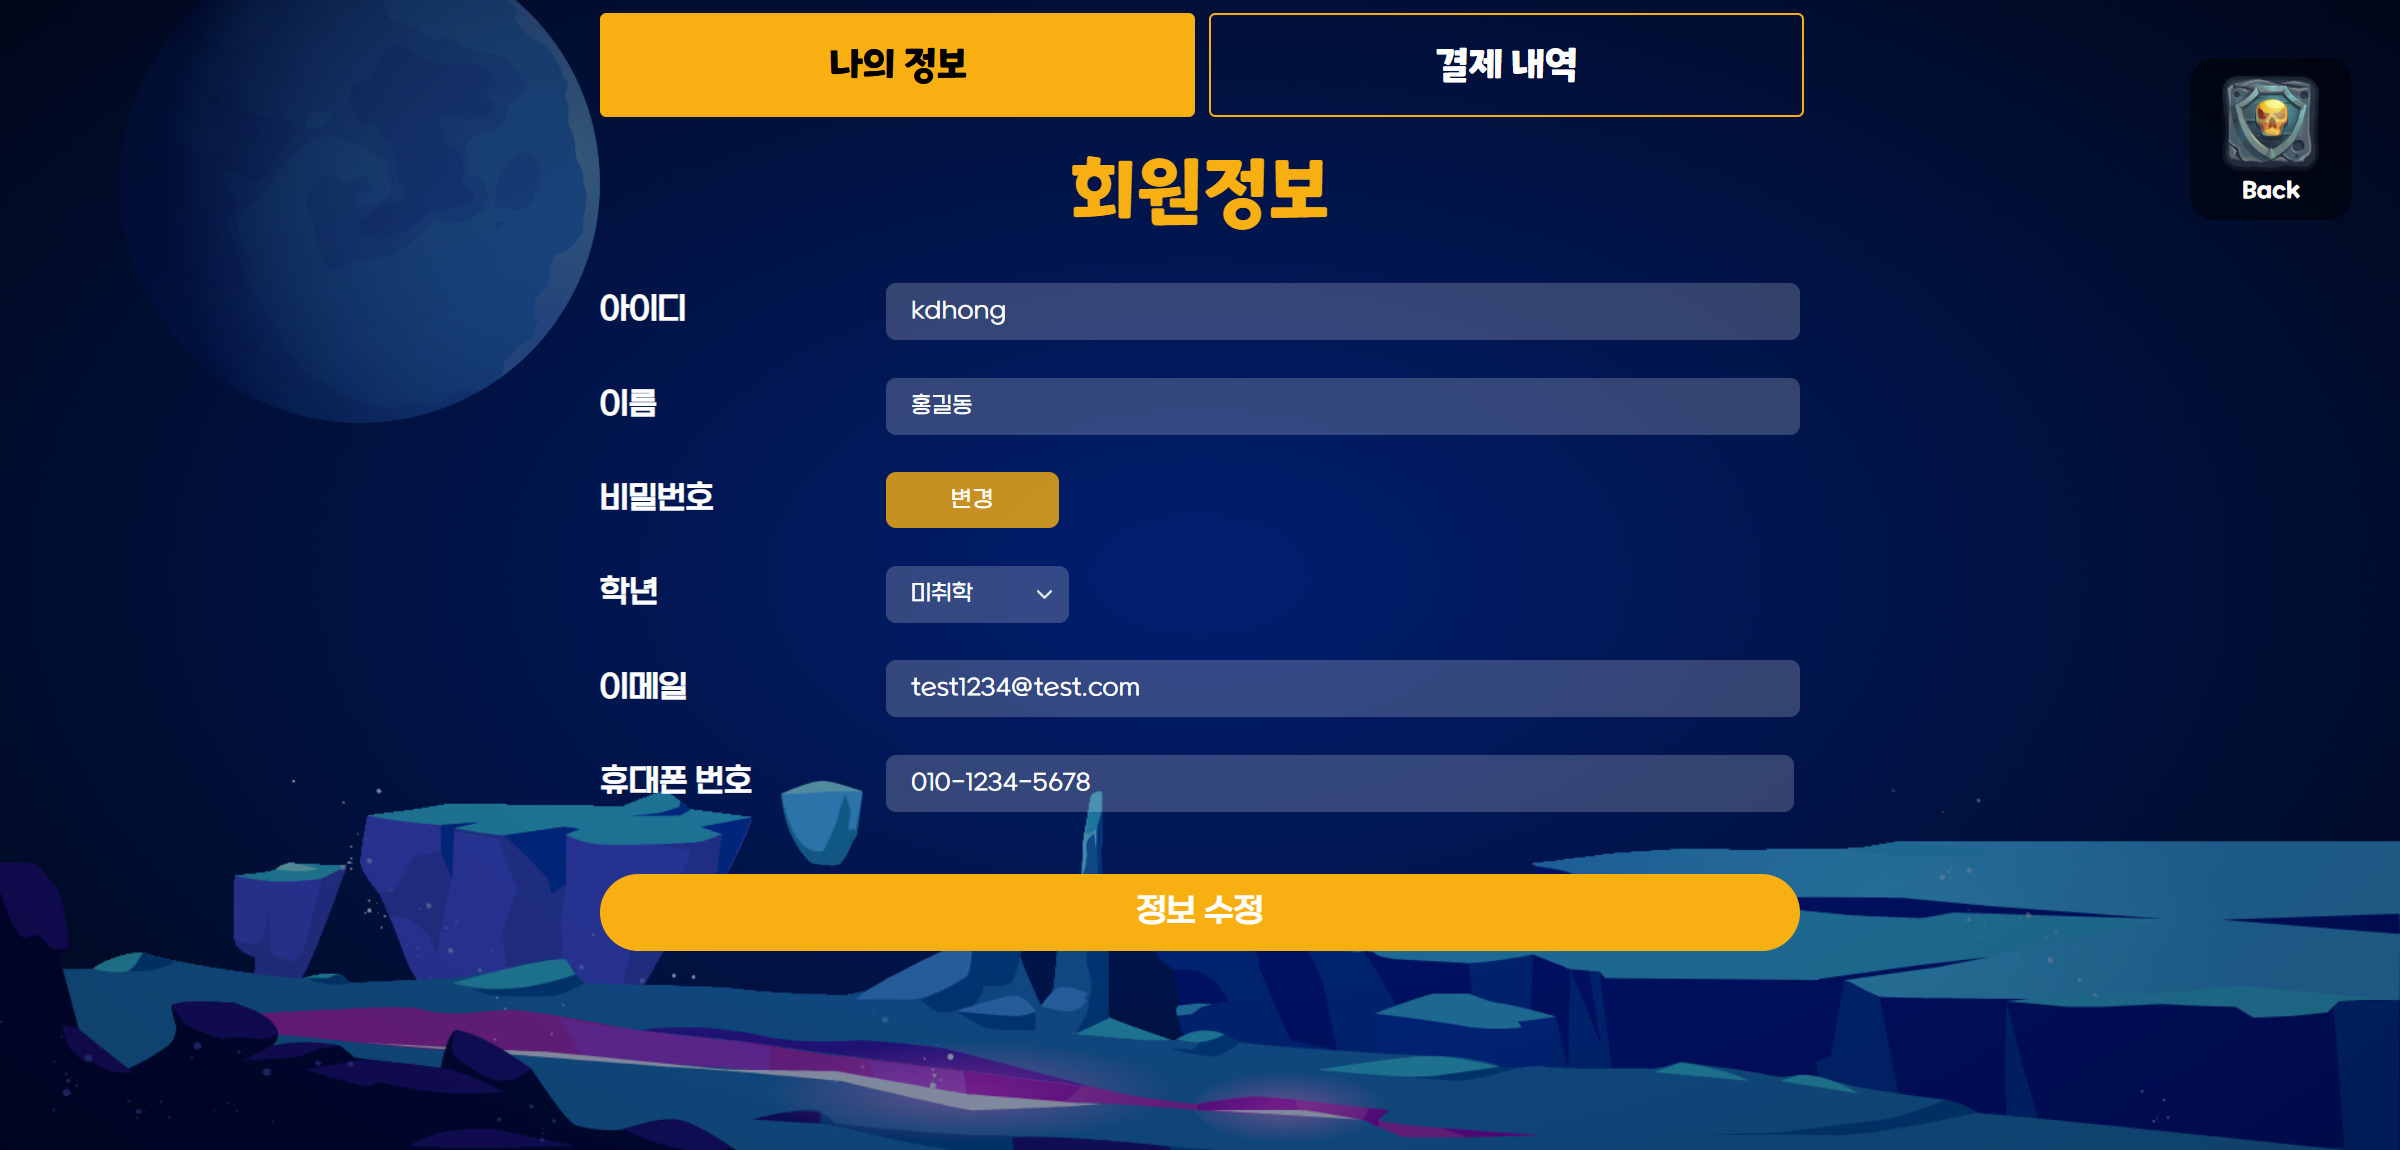 나의 정보
결제 내역
Back
회원정보
아이디
kdhong
이름
홍길동
비밀번호
변경
학년
미취학
이메일
test1234@test.com
휴대폰 번호
010-1234-5678
정보 수정